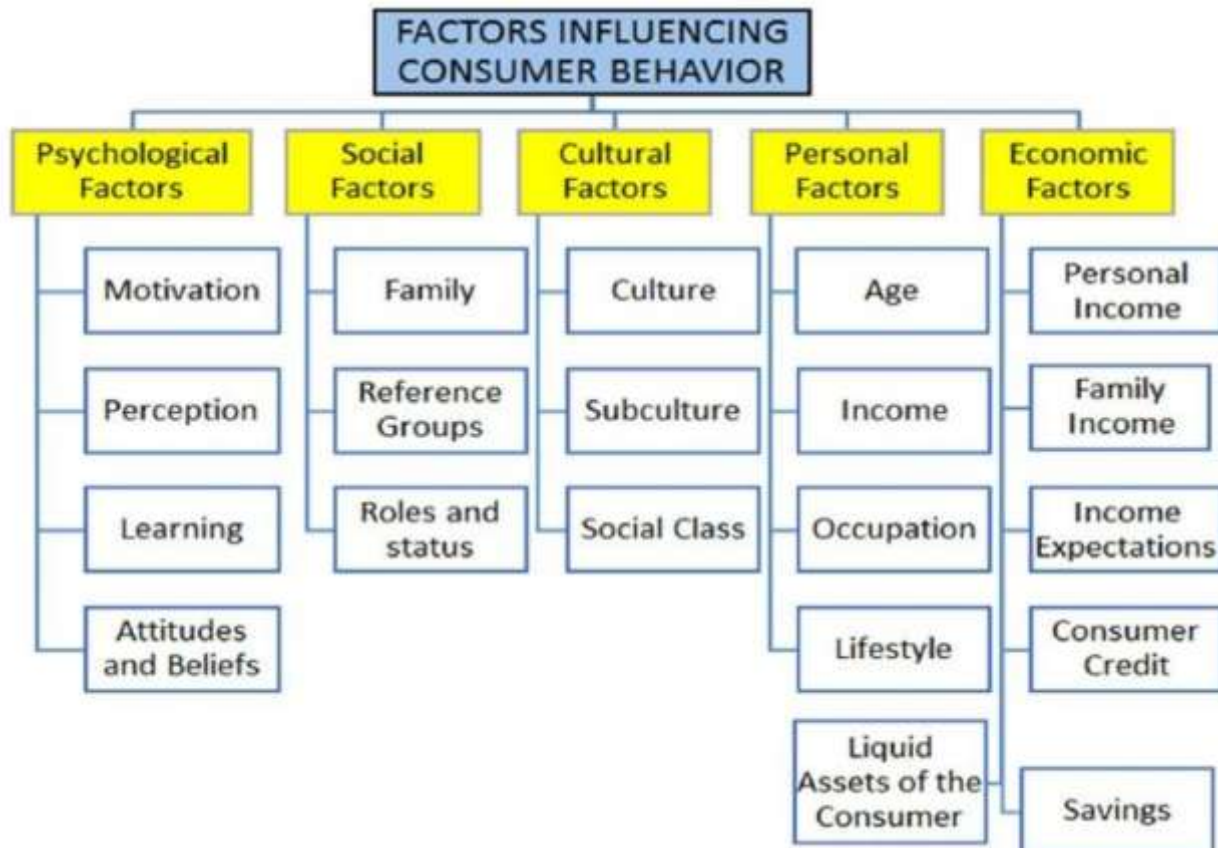 FACTORS INFLUENCING
CONSUMER BEHAVIOR
Psychological
Factors
Motivation
Perception
Learning
Attitudes
and Beliefs
Social
Factors
Family
Reference
Groups
Roles and
status
Cultural
Factors
Culture
Subculture
Social Class
Personal
Factors
Age
Income
Occupation
Lifestyle
Economic
Factors
Personal
Income
Family
Income
Income
Expectations
Consumer
Credit
Liquid
Assets of the
Consumer
Savings